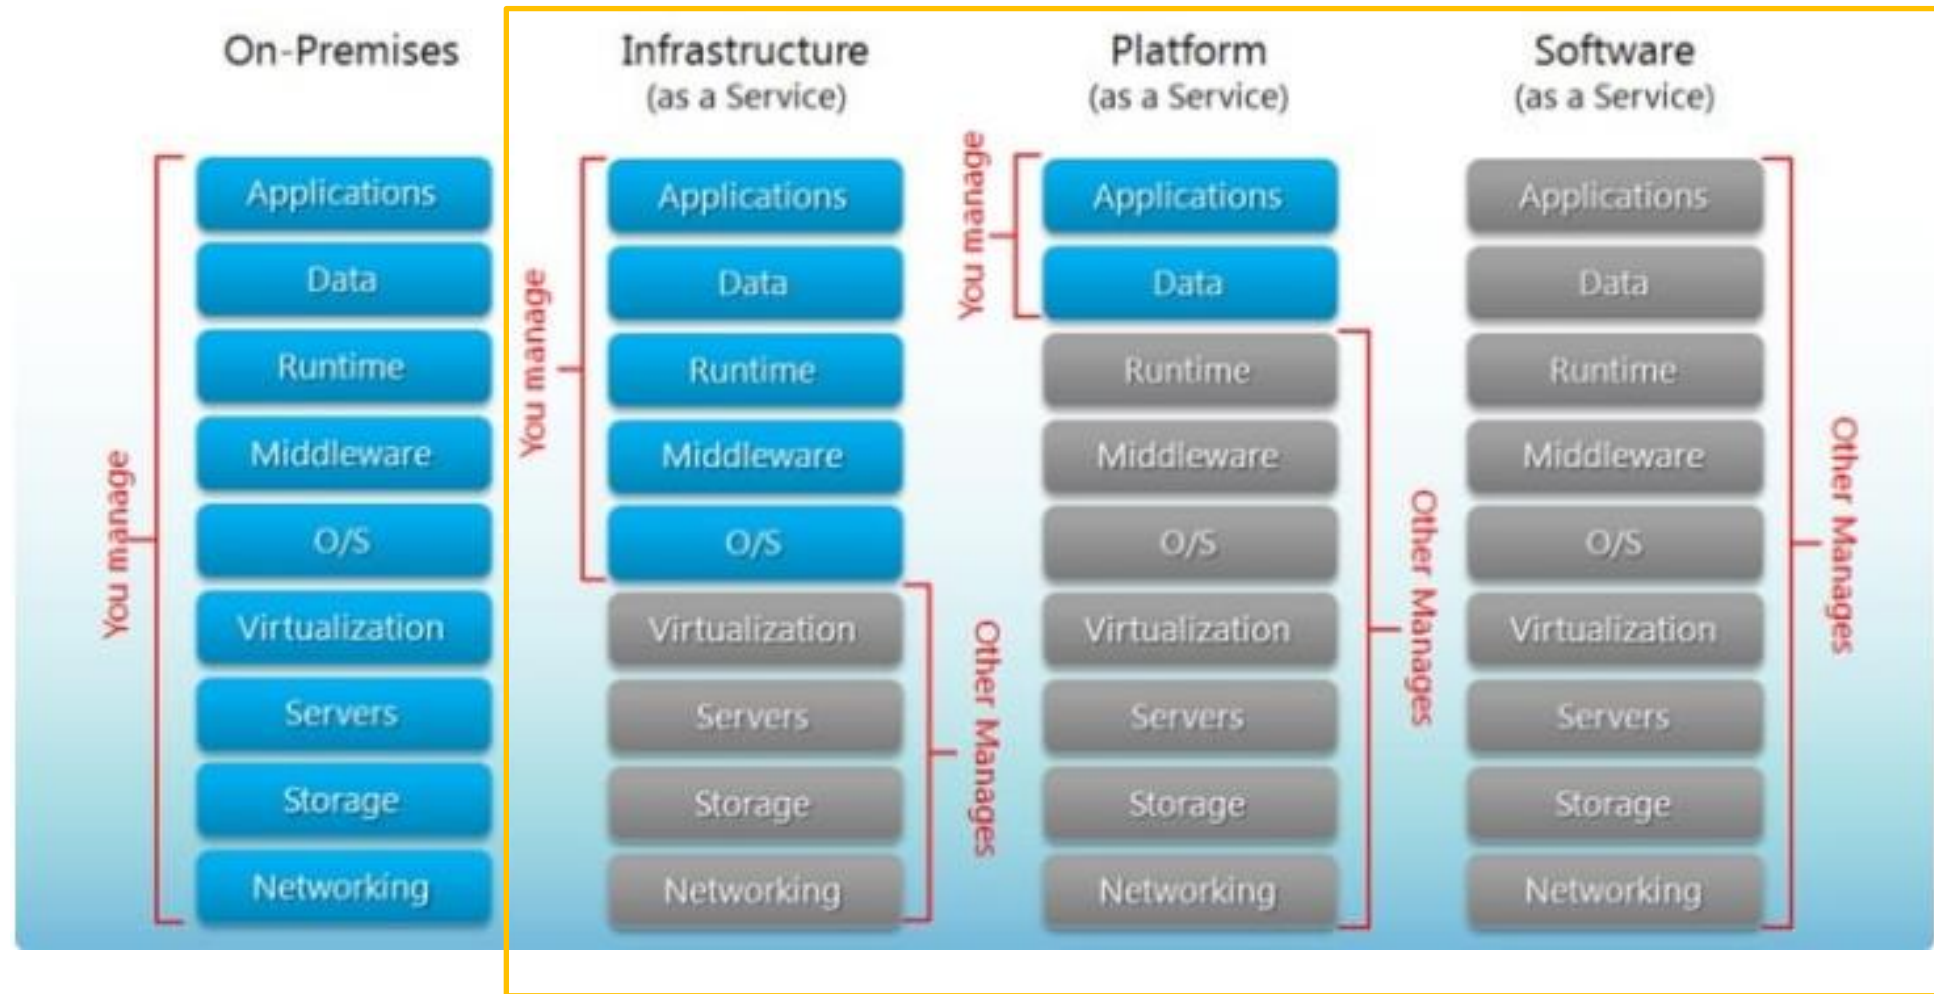 On-Premises
You manage
Applications
Data
Runtime
Middleware
O/S
Virtualization
Servers
Storage
Networking
Infrastructure
(as a Service)
You manage
Applications
Data
Runtime
Middleware
O/S
Virtualization
Servers
Storage
Networking
Other Manages
Platform
(as a Service)
You manage
Applications
Data
Runtime
Middleware
O/S
Virtualization
Servers
Storage
Networking
Other Manages
Software
(as a Service)
Applications
Data
Runtime
Middleware
O/S
Virtualization
Servers
Storage
Networking
Other Manages